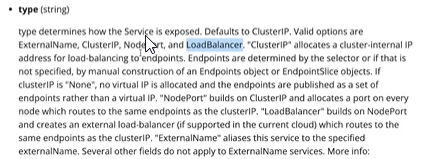 • type (string)
type determines how the Service is exposed. Defaults to ClusterIP. Valid options are
ExternalName, ClusterIP, NodePort, and LoadBalancer. "ClusterIP" allocates a cluster-internal IP
address for load-balancing to endpoints. Endpoints are determined by the selector or if that is
not specified, by manual construction of an Endpoints object or EndpointSlice objects. If
clusterIP is "None", no virtual IP is allocated and the endpoints are published as a set of
endpoints rather than a virtual IP. "NodePort" builds on ClusterIP and allocates a port on every
node which routes to the same endpoints as the clusterIP. "LoadBalancer" builds on NodePort
and creates an external load-balancer (if supported in the current cloud) which routes to the
same endpoints as the clusterIP. "ExternalName" aliases this service to the specified
externalName. Several other fields do not apply to ExternalName services. More info: